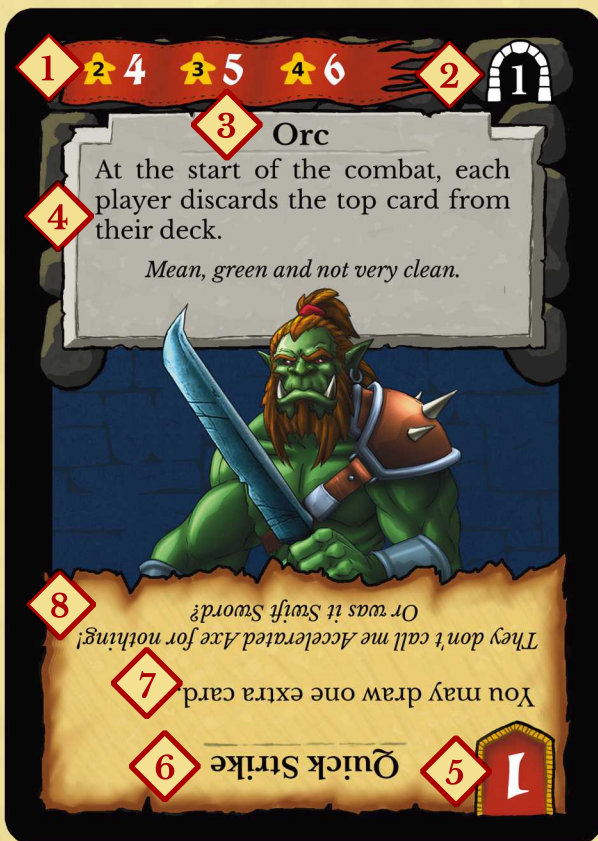 1 2 4 3 5 4 6 2 1
3 Orc
At the start of the combat, each
4 player discards the top card from
their deck.
Mean, green and not very clean.
8
They don't call me Accelerated Axe for nothing!
Or was it Swift Sword?
7 You may draw one extra card.
6 Quick Strike 5 1